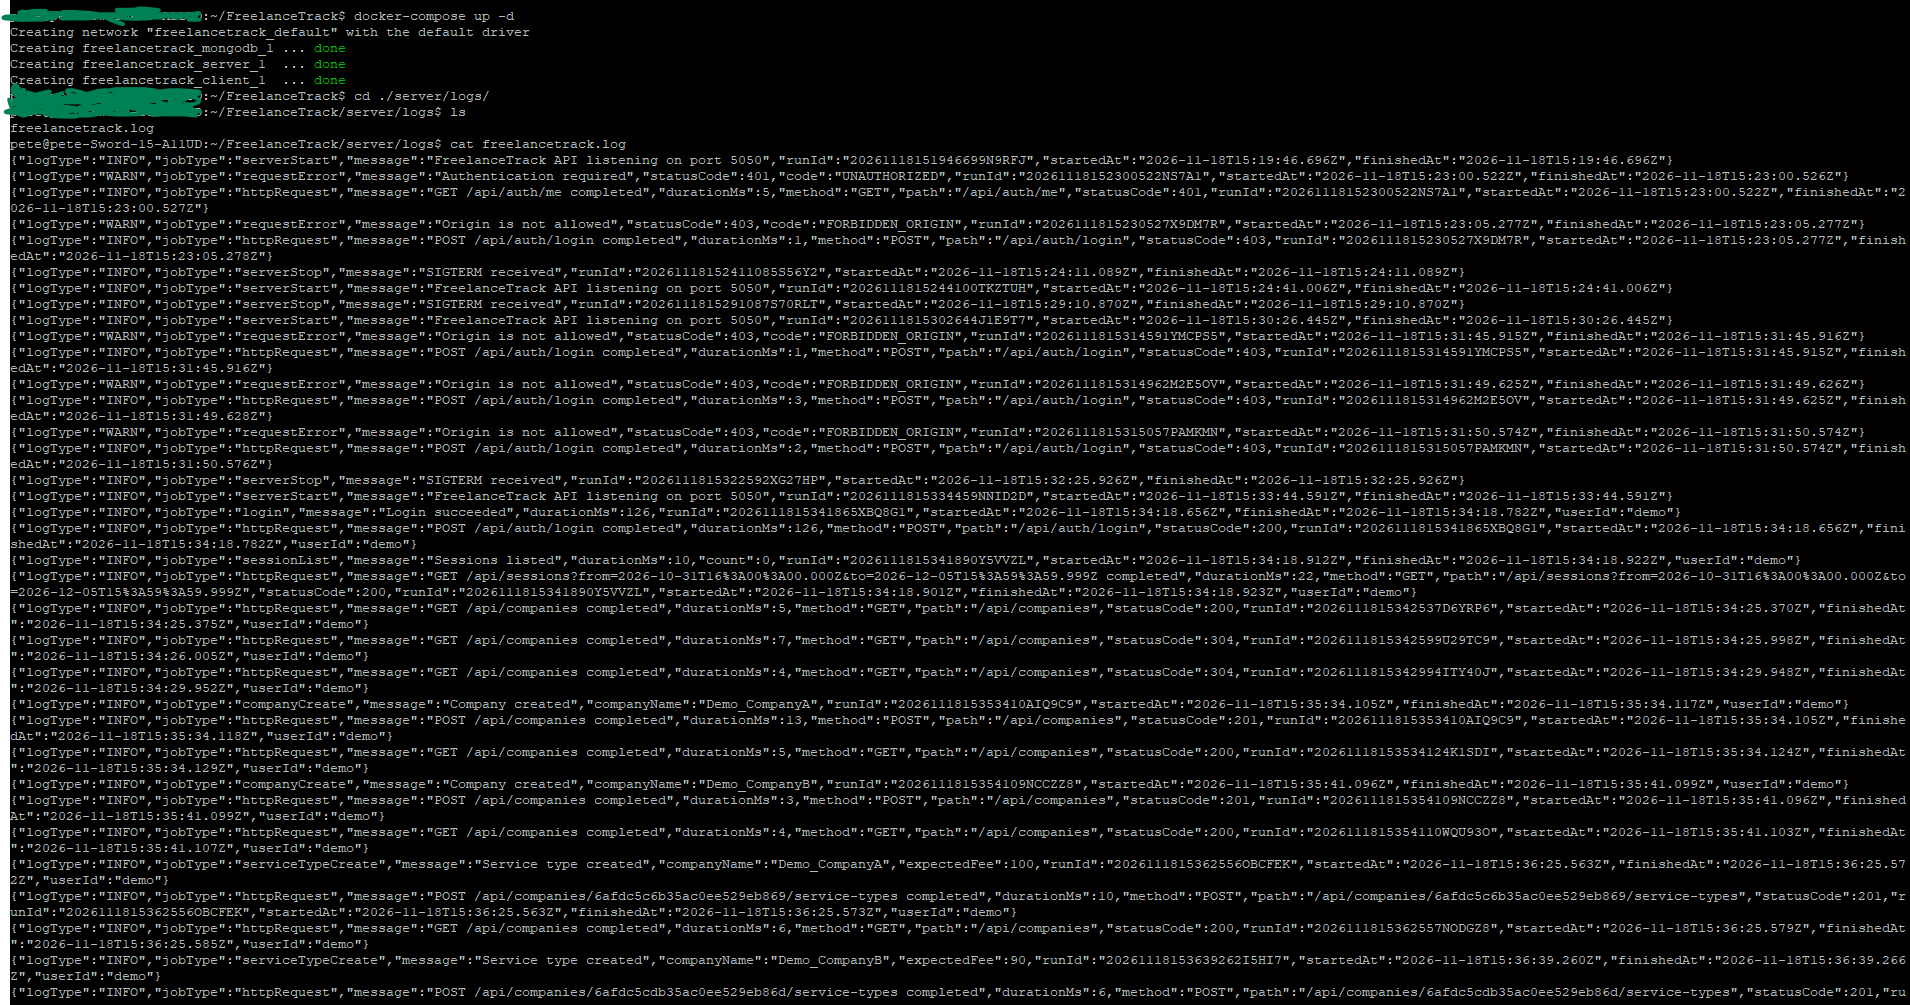 :~/FreelanceTrack$ docker-compose up -d
Creating network "freelancetrack_default" with the default driver
Creating freelancetrack_mongodb_1 ... done
Creating freelancetrack_server_1  ... done
Creating freelancetrack_client_1  ... done
:~/FreelanceTrack$ cd ./server/logs/
:~/FreelanceTrack/server/logs$ ls
freelancetrack.log
pete@pete-Sword-15-A11UD:~/FreelanceTrack/server/logs$ cat freelancetrack.log
{"logType":"INFO","jobType":"serverStart","message":"FreelanceTrack API listening on port 5050","runId":"20261118151946699N9RFJ","startedAt":"2026-11-18T15:19:46.696Z","finishedAt":"2026-11-18T15:19:46.696Z"}
{"logType":"WARN","jobType":"requestError","message":"Authentication required","statusCode":401,"code":"UNAUTHORIZED","runId":"20261118152300522NS7A1","startedAt":"2026-11-18T15:23:00.522Z","finishedAt":"2026-11-18T15:23:00.526Z"}
{"logType":"INFO","jobType":"httpRequest","message":"GET /api/auth/me completed","durationMs":5,"method":"GET","path":"/api/auth/me","statusCode":401,"runId":"20261118152300522NS7A1","startedAt":"2026-11-18T15:23:00.522Z","finishedAt":"2
026-11-18T15:23:00.527Z"}
{"logType":"WARN","jobType":"requestError","message":"Origin is not allowed","statusCode":403,"code":"FORBIDDEN_ORIGIN","runId":"2026111815230527X9DM7R","startedAt":"2026-11-18T15:23:05.277Z","finishedAt":"2026-11-18T15:23:05.277Z"}
{"logType":"INFO","jobType":"httpRequest","message":"POST /api/auth/login completed","durationMs":1,"method":"POST","path":"/api/auth/login","statusCode":403,"runId":"2026111815230527X9DM7R","startedAt":"2026-11-18T15:23:05.277Z","finish
edAt":"2026-11-18T15:23:05.278Z"}
{"logType":"INFO","jobType":"serverStop","message":"SIGTERM received","runId":"2026111815241108​5S56Y2","startedAt":"2026-11-18T15:24:11.089Z","finishedAt":"2026-11-18T15:24:11.089Z"}
{"logType":"INFO","jobType":"serverStart","message":"FreelanceTrack API listening on port 5050","runId":"2026111815244100TKZTUH","startedAt":"2026-11-18T15:24:41.006Z","finishedAt":"2026-11-18T15:24:41.006Z"}
{"logType":"INFO","jobType":"serverStop","message":"SIGTERM received","runId":"2026111815291087S70RLT","startedAt":"2026-11-18T15:29:10.870Z","finishedAt":"2026-11-18T15:29:10.870Z"}
{"logType":"INFO","jobType":"serverStart","message":"FreelanceTrack API listening on port 5050","runId":"202611181530​2644J1E9T7","startedAt":"2026-11-18T15:30:26.445Z","finishedAt":"2026-11-18T15:30:26.445Z"}
{"logType":"WARN","jobType":"requestError","message":"Origin is not allowed","statusCode":403,"code":"FORBIDDEN_ORIGIN","runId":"2026111815314591YMCPS5","startedAt":"2026-11-18T15:31:45.915Z","finishedAt":"2026-11-18T15:31:45.916Z"}
{"logType":"INFO","jobType":"httpRequest","message":"POST /api/auth/login completed","durationMs":1,"method":"POST","path":"/api/auth/login","statusCode":403,"runId":"2026111815314591YMCPS5","startedAt":"2026-11-18T15:31:45.915Z","finish
edAt":"2026-11-18T15:31:45.916Z"}
{"logType":"WARN","jobType":"requestError","message":"Origin is not allowed","statusCode":403,"code":"FORBIDDEN_ORIGIN","runId":"2026111815314962M2E5OV","startedAt":"2026-11-18T15:31:49.625Z","finishedAt":"2026-11-18T15:31:49.626Z"}
{"logType":"INFO","jobType":"httpRequest","message":"POST /api/auth/login completed","durationMs":3,"method":"POST","path":"/api/auth/login","statusCode":403,"runId":"2026111815314962M2E5OV","startedAt":"2026-11-18T15:31:49.625Z","finish
edAt":"2026-11-18T15:31:49.628Z"}
{"logType":"WARN","jobType":"requestError","message":"Origin is not allowed","statusCode":403,"code":"FORBIDDEN_ORIGIN","runId":"2026111815315057PAMKMN","startedAt":"2026-11-18T15:31:50.574Z","finishedAt":"2026-11-18T15:31:50.574Z"}
{"logType":"INFO","jobType":"httpRequest","message":"POST /api/auth/login completed","durationMs":2,"method":"POST","path":"/api/auth/login","statusCode":403,"runId":"2026111815315057PAMKMN","startedAt":"2026-11-18T15:31:50.574Z","finish
edAt":"2026-11-18T15:31:50.576Z"}
{"logType":"INFO","jobType":"serverStop","message":"SIGTERM received","runId":"2026111815322592XG27HP","startedAt":"2026-11-18T15:32:25.926Z","finishedAt":"2026-11-18T15:32:25.926Z"}
{"logType":"INFO","jobType":"serverStart","message":"FreelanceTrack API listening on port 5050","runId":"2026111815334459NNID2D","startedAt":"2026-11-18T15:33:44.591Z","finishedAt":"2026-11-18T15:33:44.591Z"}
{"logType":"INFO","jobType":"login","message":"Login succeeded","durationMs":126,"runId":"2026111815341865XBQ8G1","startedAt":"2026-11-18T15:34:18.656Z","finishedAt":"2026-11-18T15:34:18.782Z","userId":"demo"}
{"logType":"INFO","jobType":"httpRequest","message":"POST /api/auth/login completed","durationMs":126,"method":"POST","path":"/api/auth/login","statusCode":200,"runId":"2026111815341865XBQ8G1","startedAt":"2026-11-18T15:34:18.656Z","fini
shedAt":"2026-11-18T15:34:18.782Z","userId":"demo"}
{"logType":"INFO","jobType":"sessionList","message":"Sessions listed","durationMs":10,"count":0,"runId":"2026111815341890Y5VVZL","startedAt":"2026-11-18T15:34:18.912Z","finishedAt":"2026-11-18T15:34:18.922Z","userId":"demo"}
{"logType":"INFO","jobType":"httpRequest","message":"GET /api/sessions?from=2026-10-31T16%3A00%3A00.000Z&to=2026-12-05T15%3A59%3A59.999Z completed","durationMs":22,"method":"GET","path":"/api/sessions?from=2026-10-31T16%3A00%3A00.000Z&to
=2026-12-05T15%3A59%3A59.999Z","statusCode":200,"runId":"2026111815341890Y5VVZL","startedAt":"2026-11-18T15:34:18.901Z","finishedAt":"2026-11-18T15:34:18.923Z","userId":"demo"}
{"logType":"INFO","jobType":"httpRequest","message":"GET /api/companies completed","durationMs":5,"method":"GET","path":"/api/companies","statusCode":200,"runId":"2026111815342537D6YRP6","startedAt":"2026-11-18T15:34:25.370Z","finishedAt
":"2026-11-18T15:34:25.375Z","userId":"demo"}
{"logType":"INFO","jobType":"httpRequest","message":"GET /api/companies completed","durationMs":7,"method":"GET","path":"/api/companies","statusCode":304,"runId":"2026111815342599U29TC9","startedAt":"2026-11-18T15:34:25.998Z","finishedAt
":"2026-11-18T15:34:26.005Z","userId":"demo"}
{"logType":"INFO","jobType":"httpRequest","message":"GET /api/companies completed","durationMs":4,"method":"GET","path":"/api/companies","statusCode":304,"runId":"2026111815342994ITY40J","startedAt":"2026-11-18T15:34:29.948Z","finishedAt
":"2026-11-18T15:34:29.952Z","userId":"demo"}
{"logType":"INFO","jobType":"companyCreate","message":"Company created","companyName":"Demo_CompanyA","runId":"2026111815353410AIQ9C9","startedAt":"2026-11-18T15:35:34.105Z","finishedAt":"2026-11-18T15:35:34.117Z","userId":"demo"}
{"logType":"INFO","jobType":"httpRequest","message":"POST /api/companies completed","durationMs":13,"method":"POST","path":"/api/companies","statusCode":201,"runId":"2026111815353410AIQ9C9","startedAt":"2026-11-18T15:35:34.105Z","finishe
dAt":"2026-11-18T15:35:34.118Z","userId":"demo"}
{"logType":"INFO","jobType":"httpRequest","message":"GET /api/companies completed","durationMs":5,"method":"GET","path":"/api/companies","statusCode":200,"runId":"20261118153534124K1SDI","startedAt":"2026-11-18T15:35:34.124Z","finishedAt
":"2026-11-18T15:35:34.129Z","userId":"demo"}
{"logType":"INFO","jobType":"companyCreate","message":"Company created","companyName":"Demo_CompanyB","runId":"2026111815354109NCCZZ8","startedAt":"2026-11-18T15:35:41.096Z","finishedAt":"2026-11-18T15:35:41.099Z","userId":"demo"}
{"logType":"INFO","jobType":"httpRequest","message":"POST /api/companies completed","durationMs":3,"method":"POST","path":"/api/companies","statusCode":201,"runId":"2026111815354109NCCZZ8","startedAt":"2026-11-18T15:35:41.096Z","finished
At":"2026-11-18T15:35:41.099Z","userId":"demo"}
{"logType":"INFO","jobType":"httpRequest","message":"GET /api/companies completed","durationMs":4,"method":"GET","path":"/api/companies","statusCode":200,"runId":"2026111815354110WQU93O","startedAt":"2026-11-18T15:35:41.103Z","finishedAt
":"2026-11-18T15:35:41.107Z","userId":"demo"}
{"logType":"INFO","jobType":"serviceTypeCreate","message":"Service type created","companyName":"Demo_CompanyA","expectedFee":100,"runId":"2026111815362556OBCFEK","startedAt":"2026-11-18T15:36:25.563Z","finishedAt":"2026-11-18T15:36:25.57
2Z","userId":"demo"}
{"logType":"INFO","jobType":"httpRequest","message":"POST /api/companies/6afdc5c6b35ac0ee529eb869/service-types completed","durationMs":10,"method":"POST","path":"/api/companies/6afdc5c6b35ac0ee529eb869/service-types","statusCode":201,"r
unId":"2026111815362556OBCFEK","startedAt":"2026-11-18T15:36:25.563Z","finishedAt":"2026-11-18T15:36:25.573Z","userId":"demo"}
{"logType":"INFO","jobType":"httpRequest","message":"GET /api/companies completed","durationMs":6,"method":"GET","path":"/api/companies","statusCode":200,"runId":"2026111815362557NODGZ8","startedAt":"2026-11-18T15:36:25.579Z","finishedAt
":"2026-11-18T15:36:25.585Z","userId":"demo"}
{"logType":"INFO","jobType":"serviceTypeCreate","message":"Service type created","companyName":"Demo_CompanyB","expectedFee":90,"runId":"20261118153639262I5HI7","startedAt":"2026-11-18T15:36:39.260Z","finishedAt":"2026-11-18T15:36:39.266
Z","userId":"demo"}
{"logType":"INFO","jobType":"httpRequest","message":"POST /api/companies/6afdc5cdb35ac0ee529eb86d/service-types completed","durationMs":6,"method":"POST","path":"/api/companies/6afdc5cdb35ac0ee529eb86d/service-types","statusCode":201,"ru